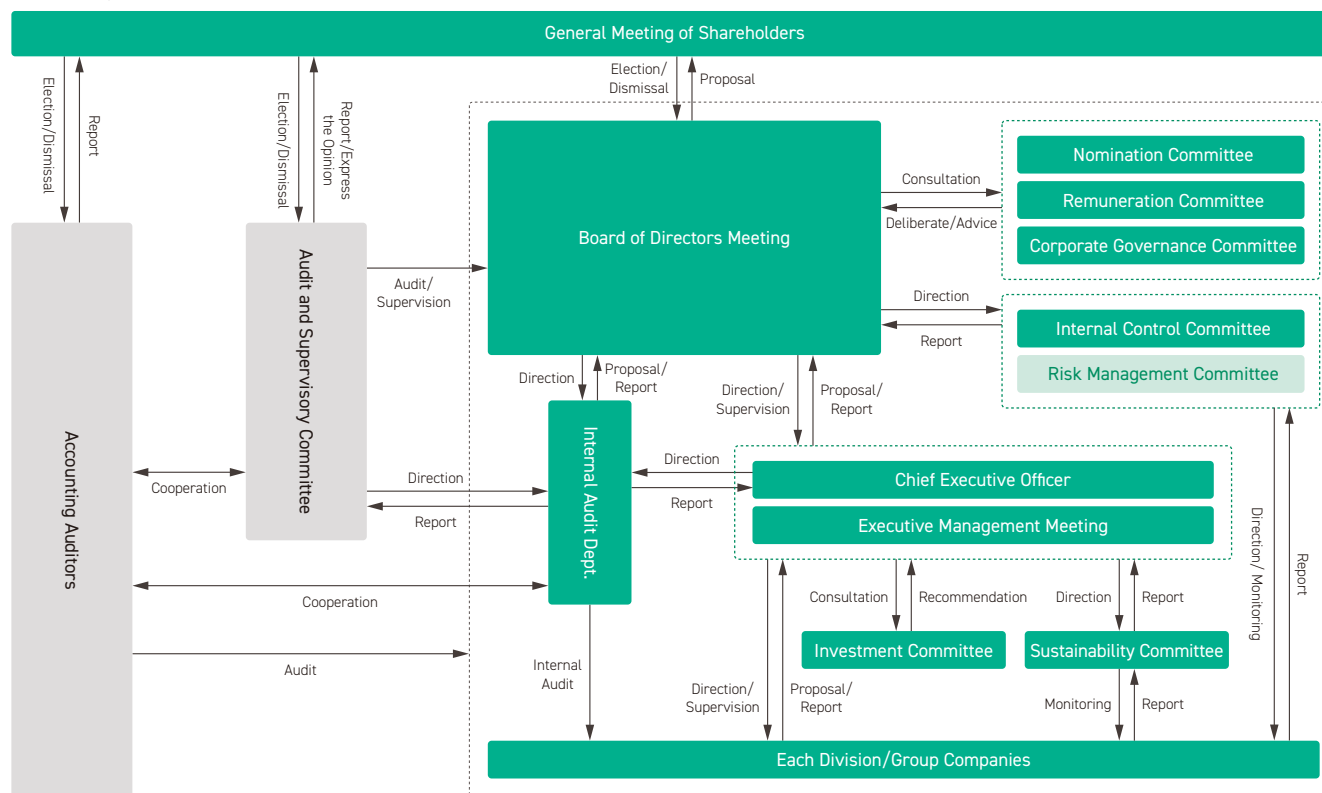 General Meeting of Shareholders
Election/Dismissal
Report
Election/Dismissal
Report/Express
the Opinion
Election/
Dismissal
Proposal
Board of Directors Meeting
Consultation
Deliberate/Advice
Nomination Committee
Remuneration Committee
Corporate Governance Committee
Audit/
Supervision
Direction
Report
Internal Control Committee
Risk Management Committee
Accounting Auditors
Audit and Supervisory Committee
Direction
Proposal/
Report
Direction/
Supervision
Proposal/
Report
Internal Audit Dept.
Cooperation
Direction
Report
Direction
Report
Chief Executive Officer
Executive Management Meeting
Direction/ Monitoring
Report
Cooperation
Consultation
Recommendation
Direction
Report
Investment Committee
Sustainability Committee
Audit
Internal
Audit
Direction/
Supervision
Proposal/
Report
Monitoring
Report
Each Division/Group Companies